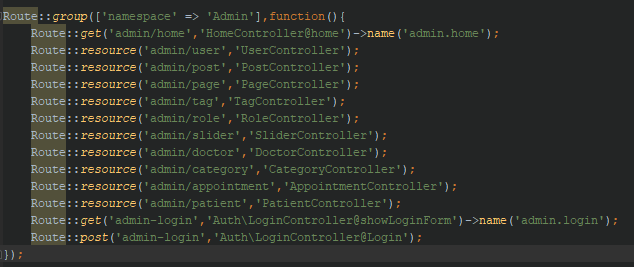 Route::group(['namespace' => 'Admin'],function(){
Route::get('admin/home','HomeController@home')->name('admin.home');
Route::resource('admin/user','UserController');
Route::resource('admin/post','PostController');
Route::resource('admin/page','PageController');
Route::resource('admin/tag','TagController');
Route::resource('admin/role','RoleController');
Route::resource('admin/slider','SliderController');
Route::resource('admin/doctor','DoctorController');
Route::resource('admin/category','CategoryController');
Route::resource('admin/appointment','AppointmentController');
Route::resource('admin/patient','PatientController');
Route::get('admin-login','Auth\LoginController@showLoginForm')->name('admin.login');
Route::post('admin-login','Auth\LoginController@Login');
});